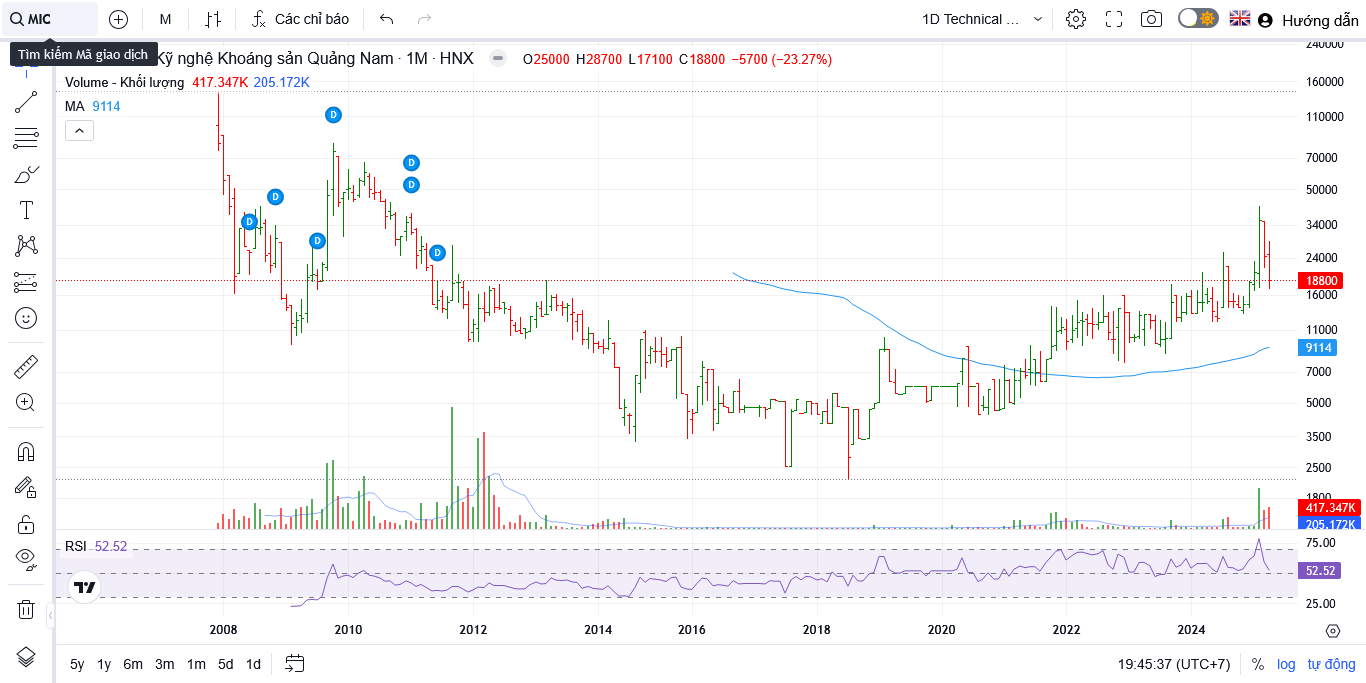 MIC
M
Các chỉ báo
1D Technical ...
Hướng dẫn
Tìm kiếm Mã giao dịch
Kỹ nghệ Khoáng sản Quảng Nam · 1M · HNX
O25000 H28700 L17100 C18800 −5700 (−23.27%)
Volume - Khối lượng 417.347K 205.172K
MA 9114
D
D
D
D
D
D
D
240000
160000
110000
70000
50000
34000
24000
18800
16000
11000
9114
7000
5000
3500
2500
1800
417.347K
205.172K
RSI 52.52
75.00
52.52
25.00
2008 2010 2012 2014 2016 2018 2020 2022 2024
5y 1y 6m 3m 1m 5d 1d
19:45:37 (UTC+7) % log tự động